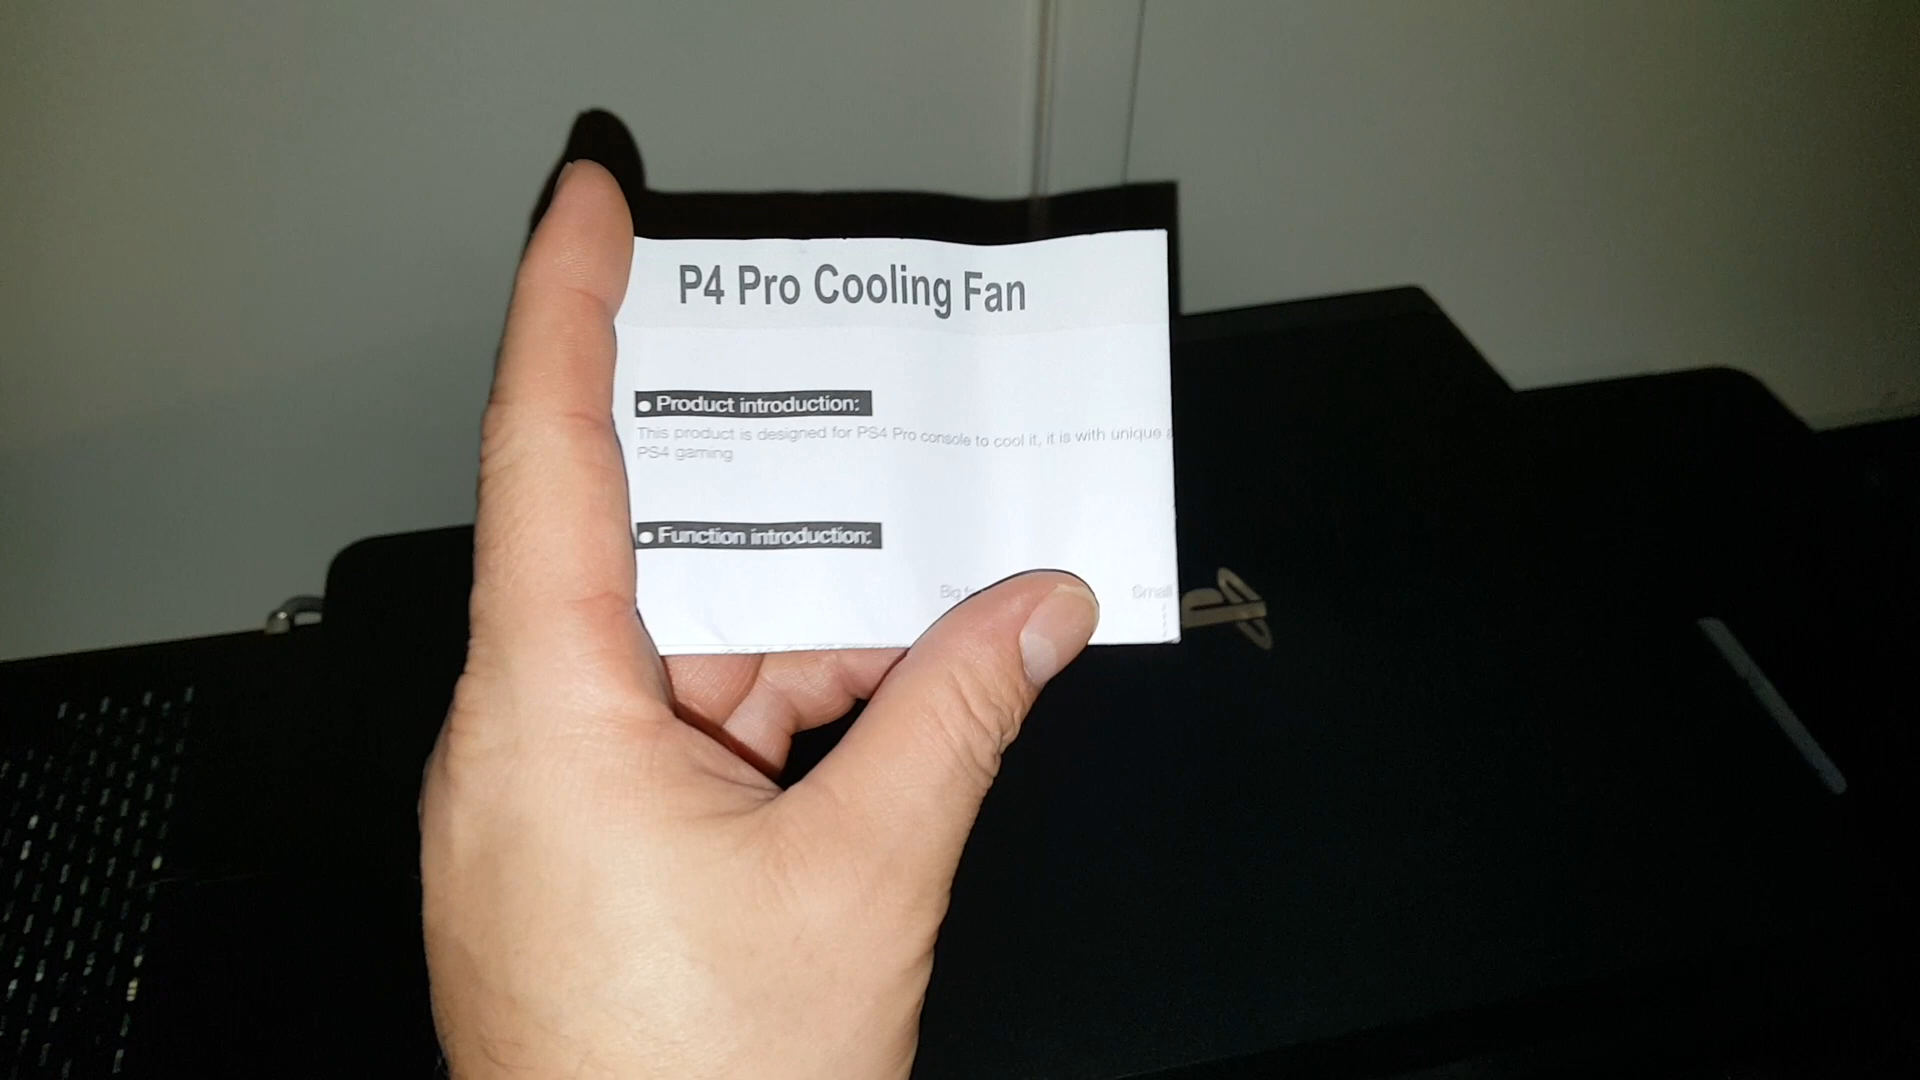 P4 Pro Cooling Fan
● Product introduction:
This product is designed for PS4 Pro console to cool it, it is with unique
PS4 gaming
● Function introduction:
Big
Small